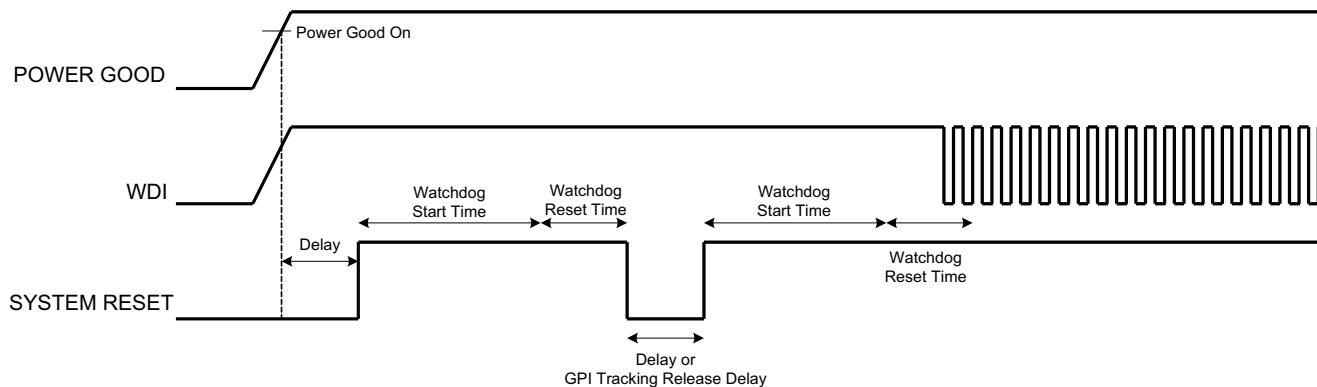 Power Good On
POWER GOOD
WDI
Watchdog
Start Time
Watchdog
Reset Time
Watchdog
Start Time
Delay
Watchdog
Reset Time
SYSTEM RESET
Delay or
GPI Tracking Release Delay